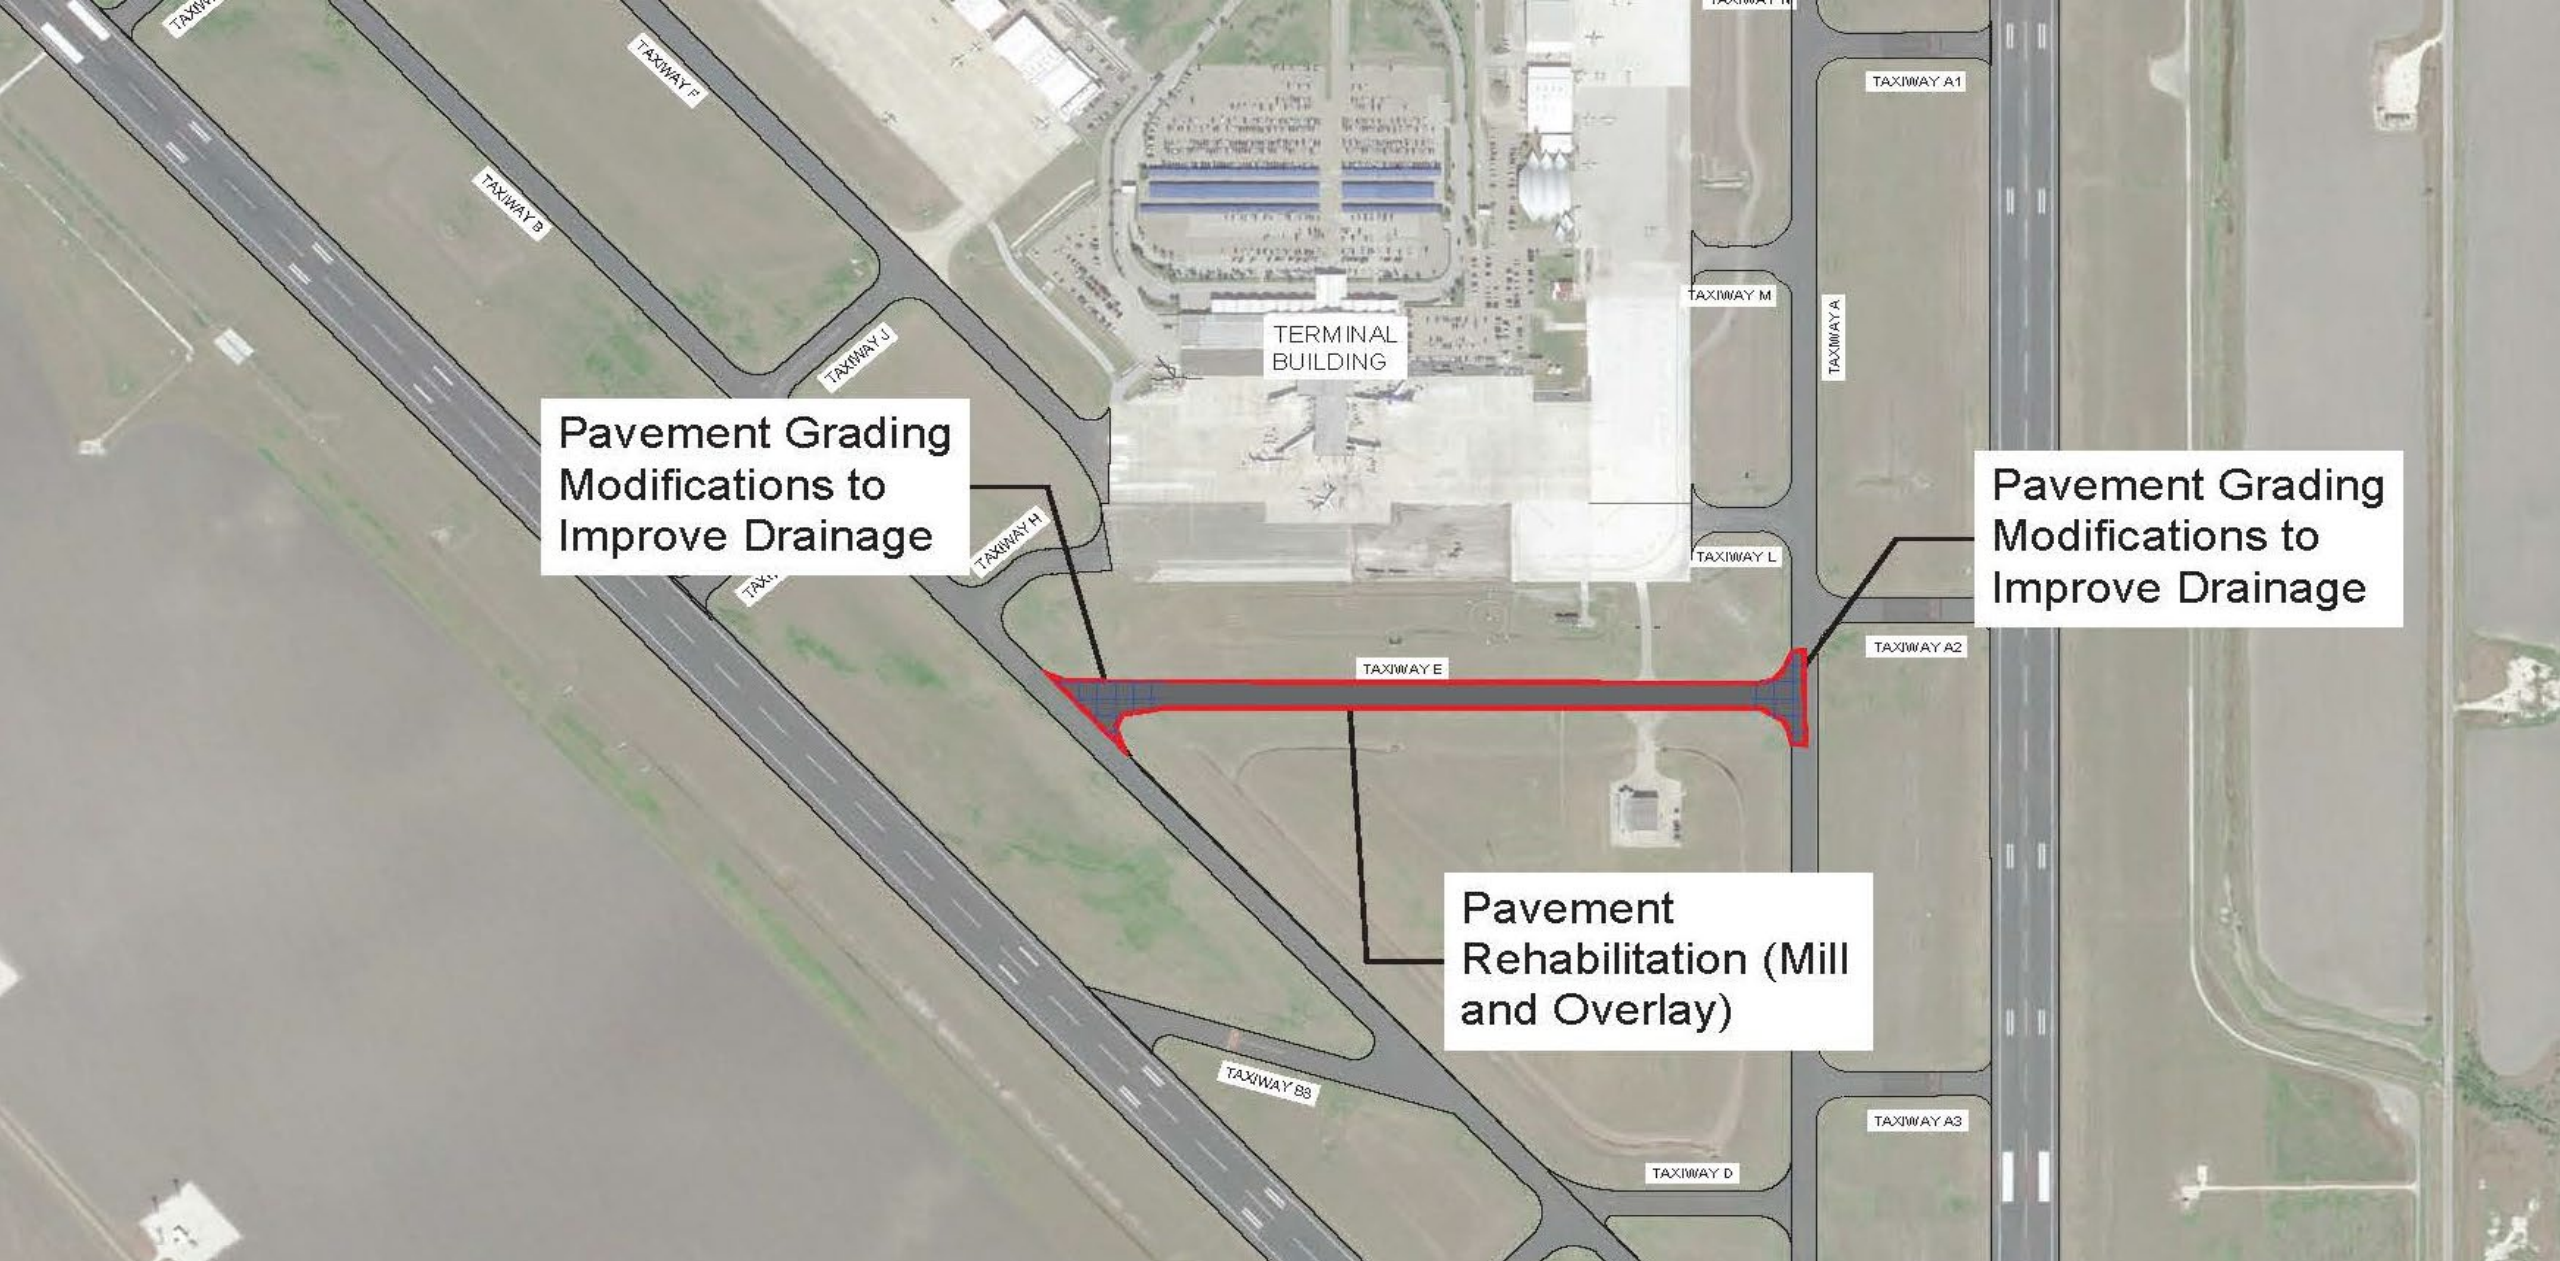 TAXIWAY F
TAXIWAY A1
TAXIWAY B
TAXIWAY M
TAXIWAY A
TERMINAL
BUILDING
TAXIWAY J
Pavement Grading
Modifications to
Improve Drainage
Pavement Grading
Modifications to
Improve Drainage
TAXIWAY H
TAXIWAY L
TAXIWAY A2
TAXIWAY E
Pavement
Rehabilitation (Mill
and Overlay)
TAXIWAY B3
TAXIWAY A3
TAXIWAY D